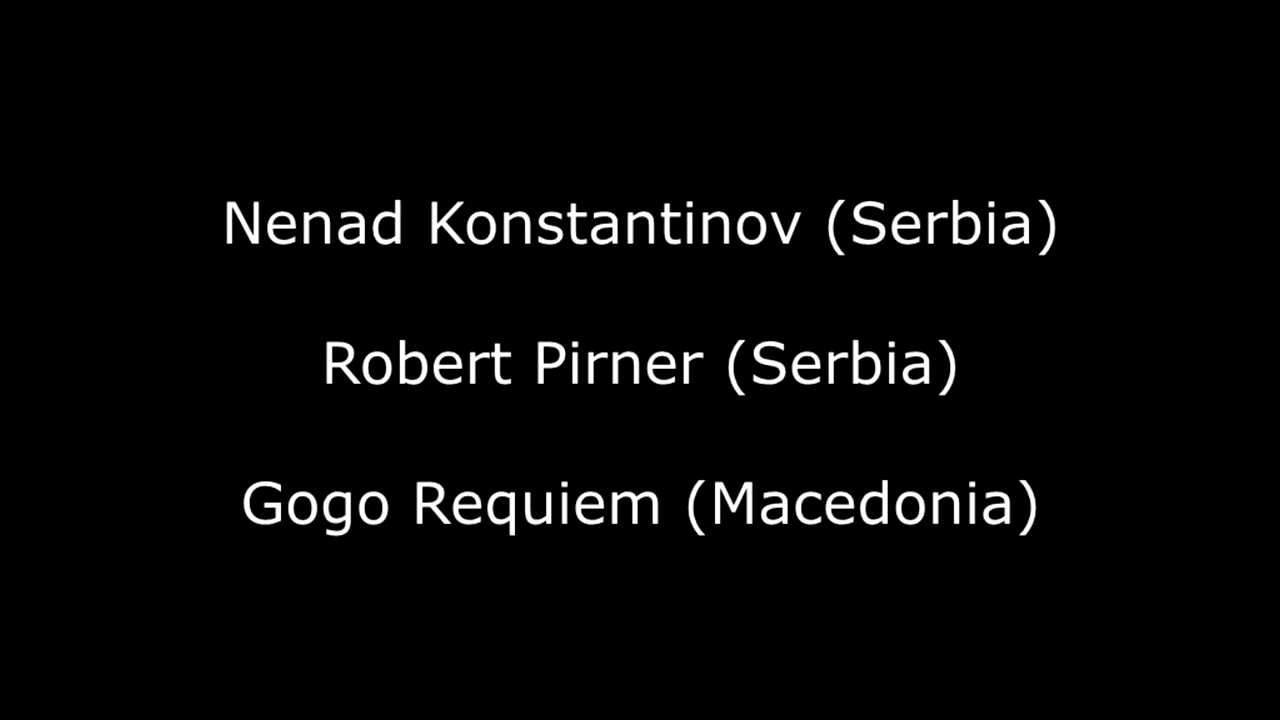 Nenad Konstantinov (Serbia)
Robert Pirner (Serbia)
Gogo Requiem (Macedonia)